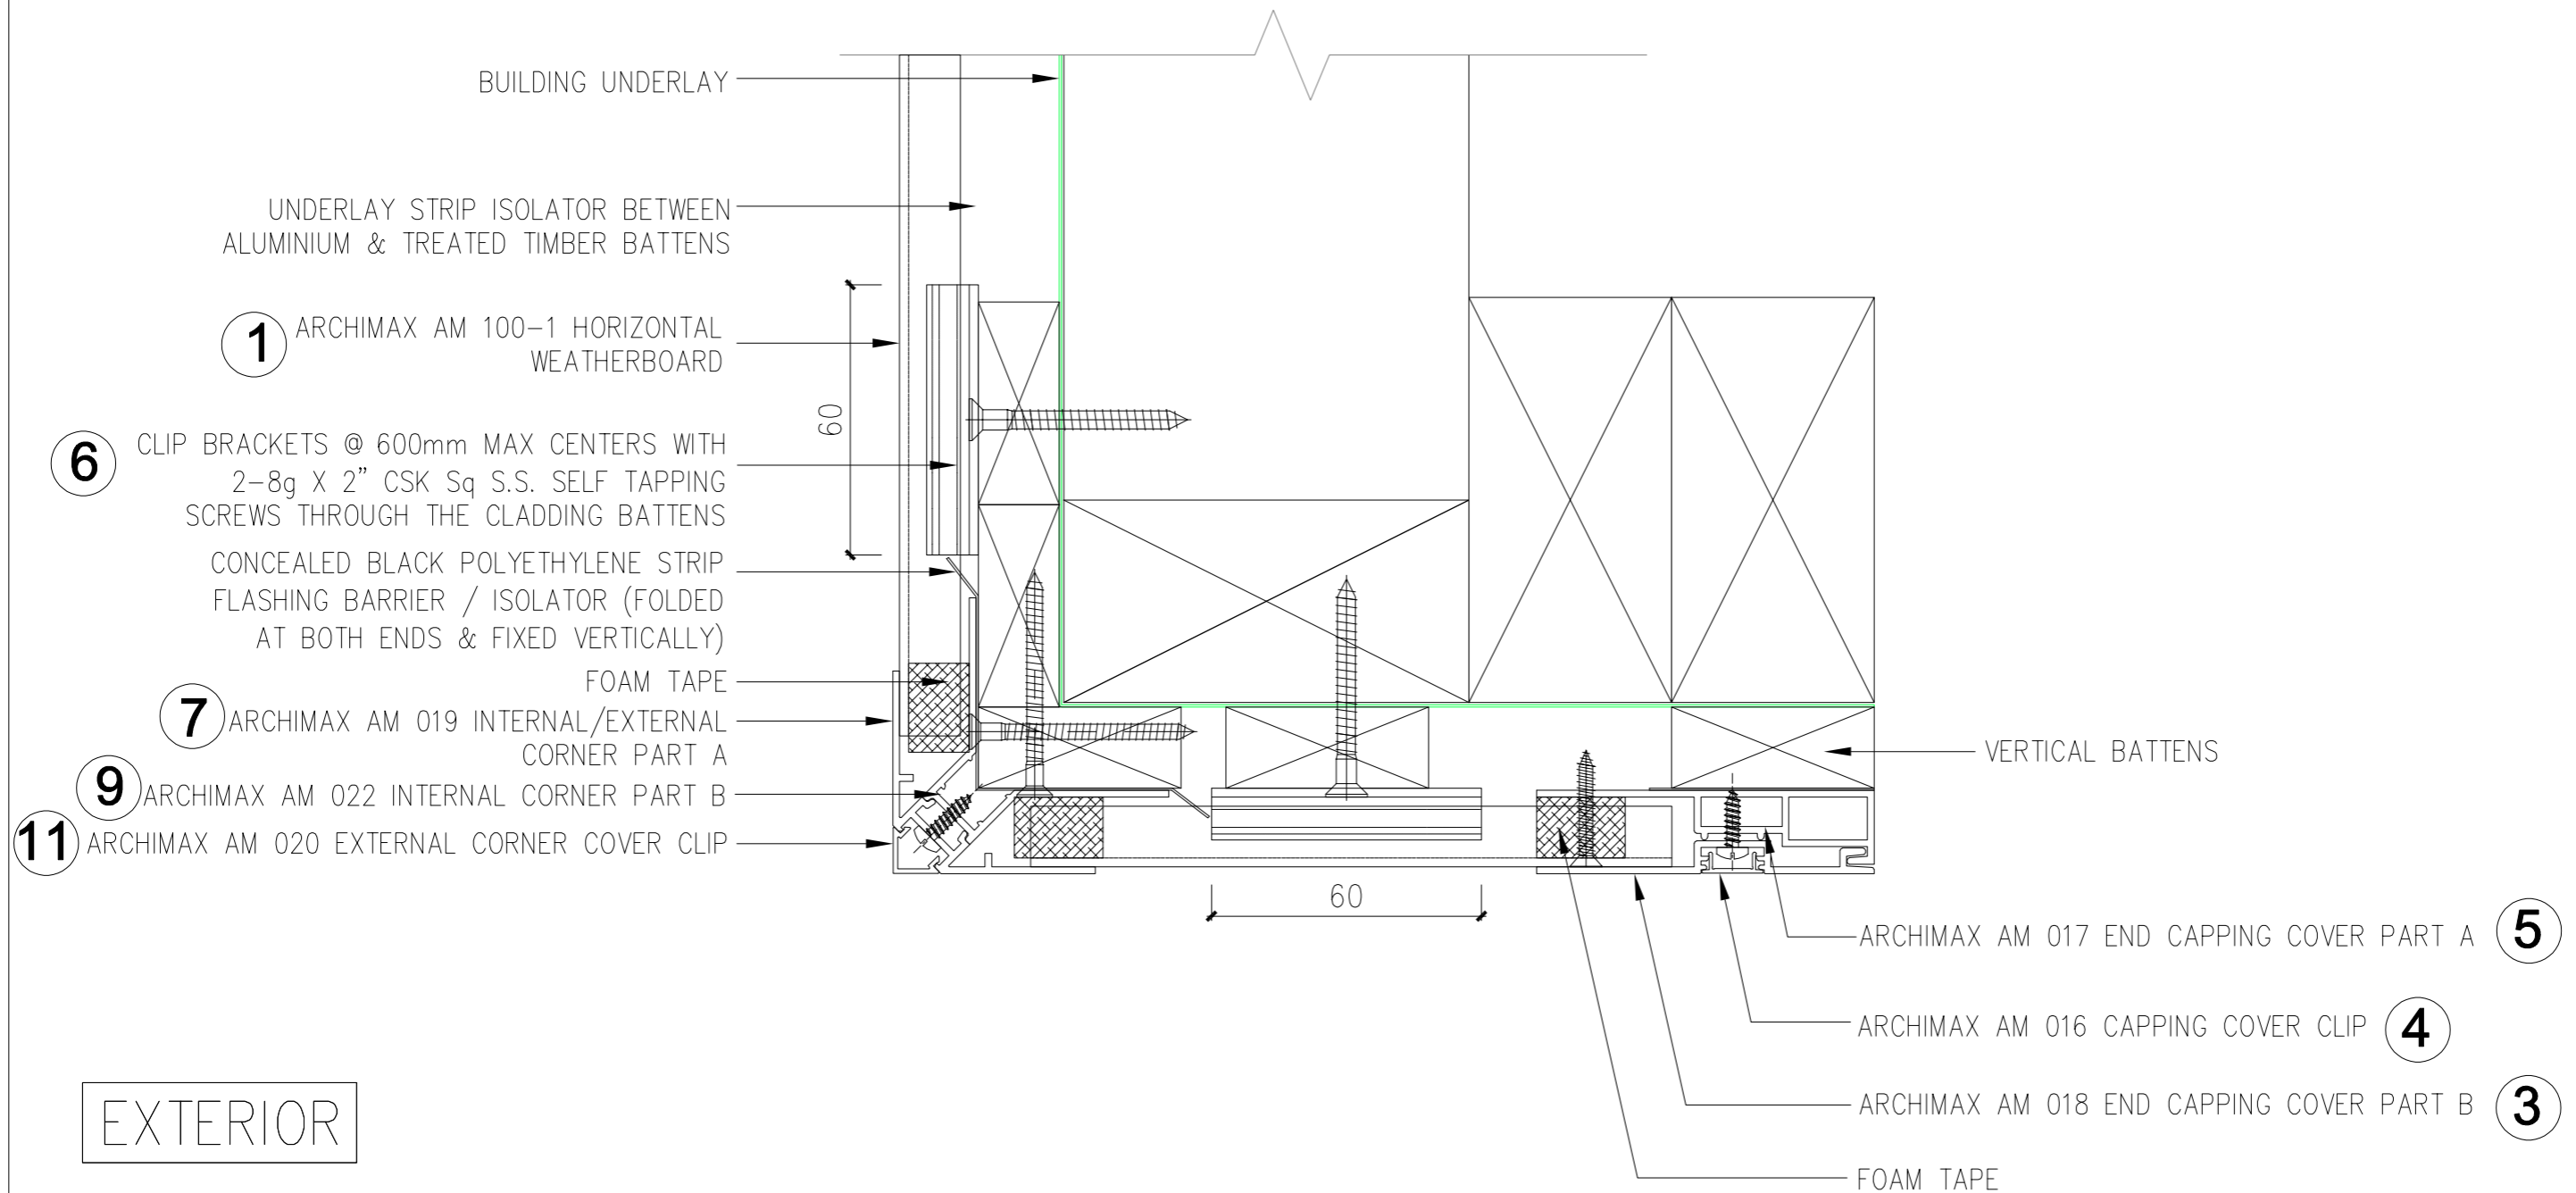 BUILDING UNDERLAY
UNDERLAY STRIP ISOLATOR BETWEEN
ALUMINIUM & TREATED TIMBER BATTENS
1
ARCHIMAX AM 100-1 HORIZONTAL
WEATHERBOARD
60
6
CLIP BRACKETS @ 600mm MAX CENTERS WITH
2-8g X 2" CSK Sq S.S. SELF TAPPING
SCREWS THROUGH THE CLADDING BATTENS
CONCEALED BLACK POLYETHYLENE STRIP
FLASHING BARRIER / ISOLATOR (FOLDED
AT BOTH ENDS & FIXED VERTICALLY)
FOAM TAPE
7
ARCHIMAX AM 019 INTERNAL/EXTERNAL
CORNER PART A
9
ARCHIMAX AM 022 INTERNAL CORNER PART B
11
ARCHIMAX AM 020 EXTERNAL CORNER COVER CLIP
VERTICAL BATTENS
60
ARCHIMAX AM 017 END CAPPING COVER PART A
5
ARCHIMAX AM 016 CAPPING COVER CLIP
4
ARCHIMAX AM 018 END CAPPING COVER PART B
3
FOAM TAPE
EXTERIOR